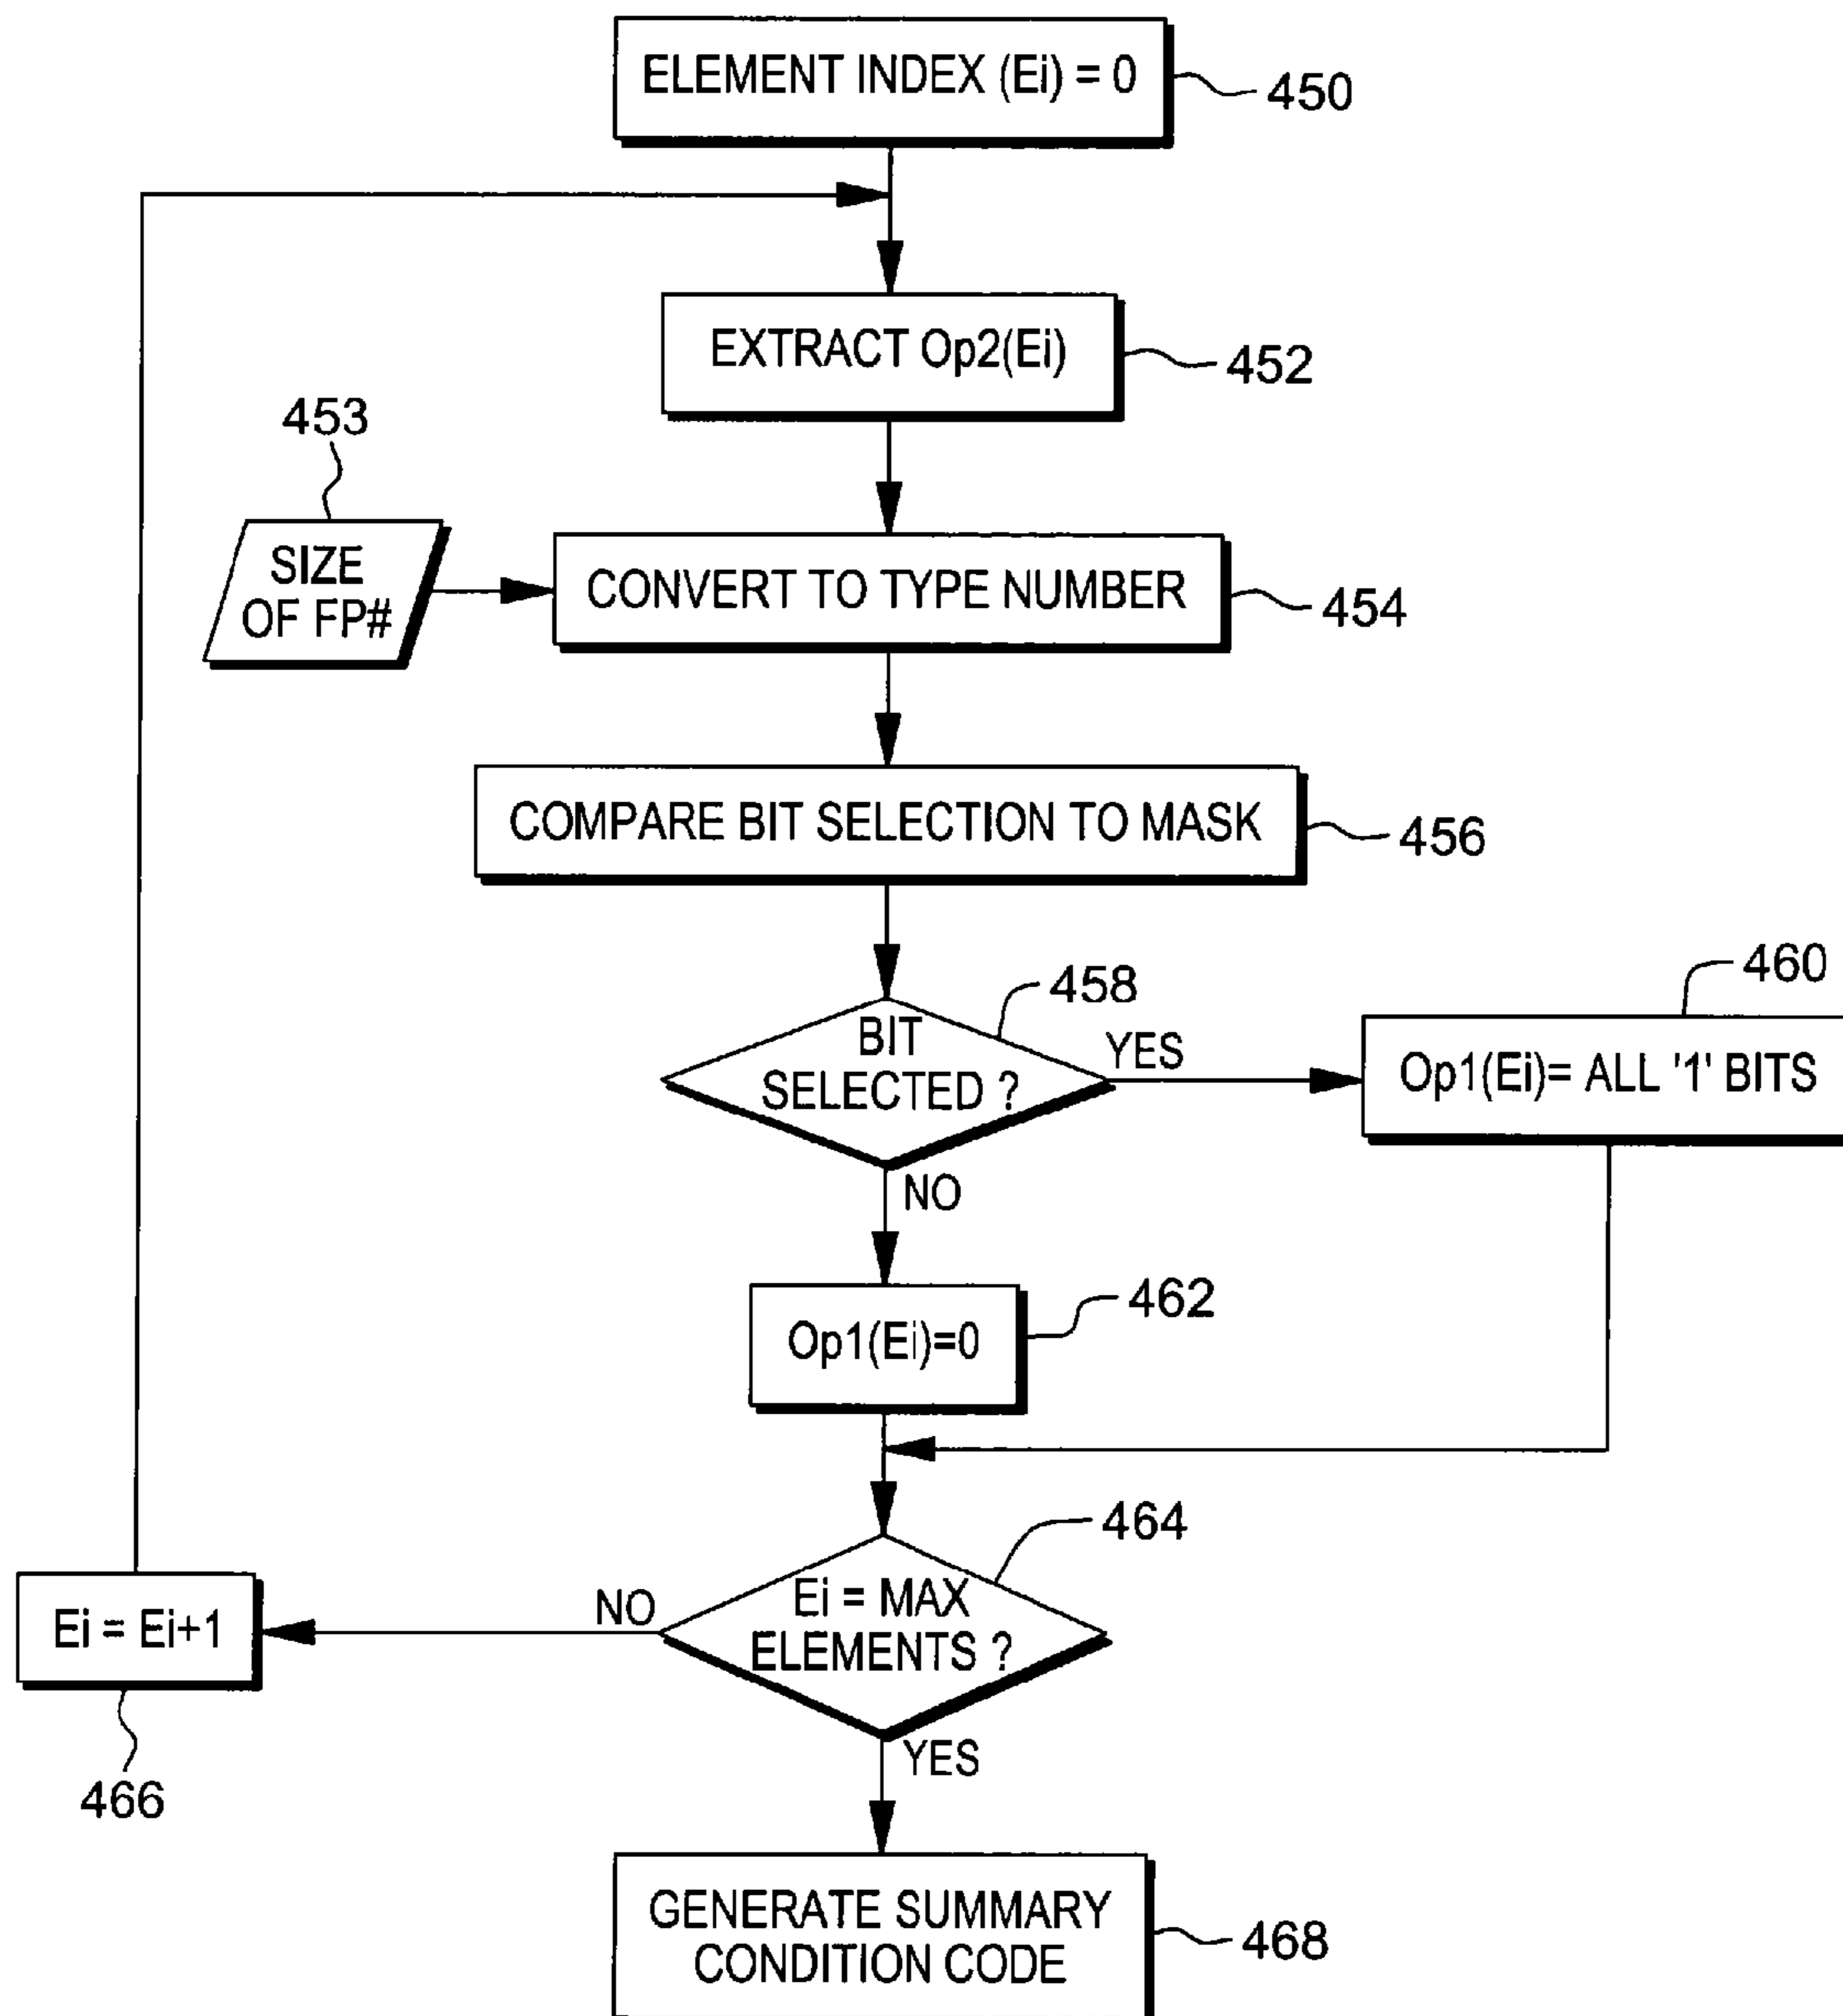 ELEMENT INDEX (Ei) = 0
450
EXTRACT Op2(Ei)
452
453
SIZE
OF FP#
CONVERT TO TYPE NUMBER
454
COMPARE BIT SELECTION TO MASK
456
458
BIT
SELECTED ?
YES
460
Op1(Ei)= ALL '1' BITS
NO
462
Op1(Ei)=0
464
Ei = MAX
ELEMENTS ?
NO
Ei = Ei+1
466
YES
GENERATE SUMMARY
CONDITION CODE
468